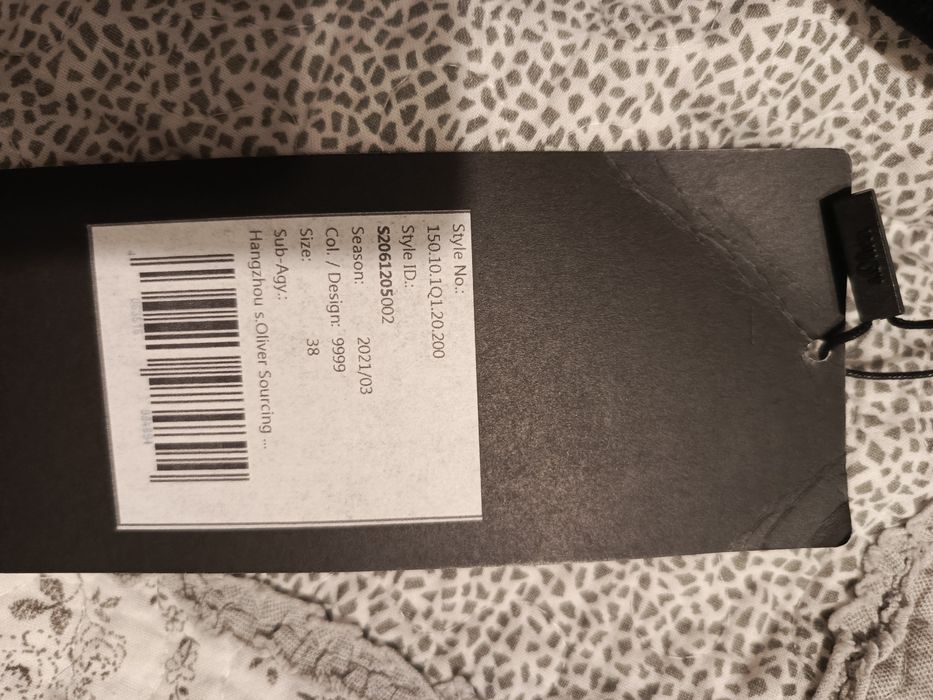 Style No.:
150.10.1Q1.20.200
Style ID.:
S2061205002
Season: 2021/03
Col. / Design: 9999
Size: 38
Sub-Agy.:
Hangzhou s.Oliver Sourcing ...